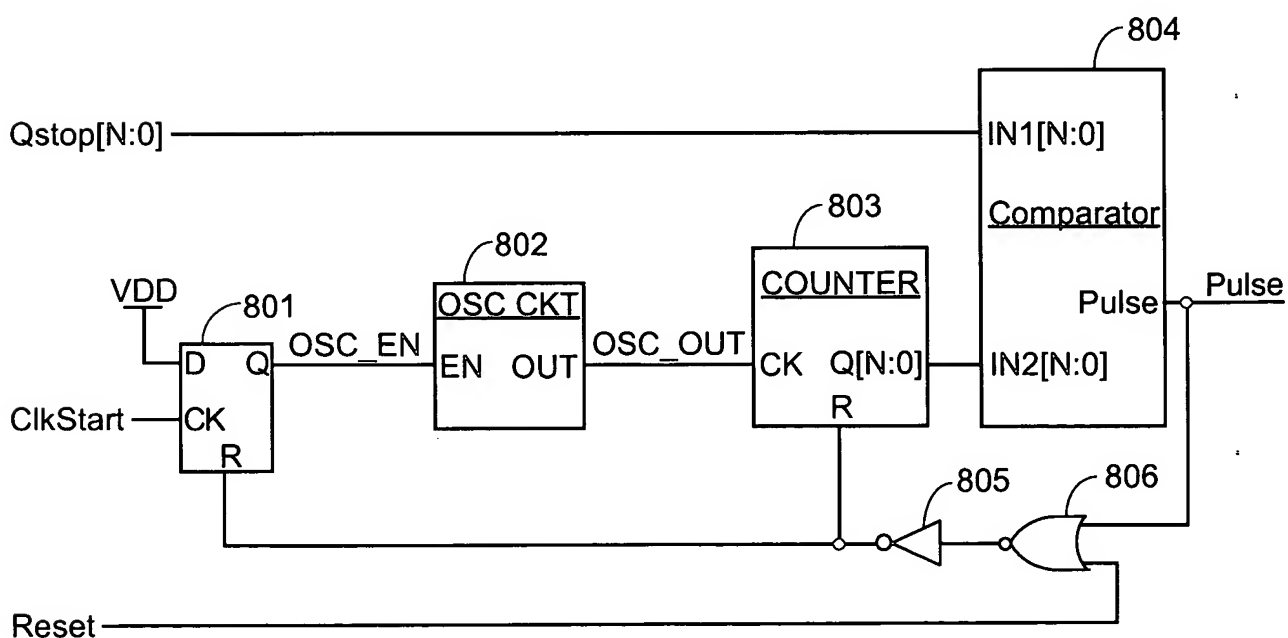 804
Qstop[N:0]
IN1[N:0]
803
Comparator
802
COUNTER
VDD
801
OSC CKT
Pulse
Pulse
OSC_EN
OSC_OUT
D
Q
EN
OUT
CK
Q[N:0]
IN2[N:0]
ClkStart
CK
R
R
805
806
Reset